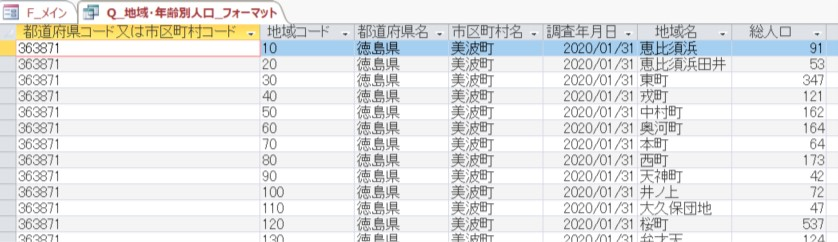 F_メイン Q_地域・年齢別人口_フォーマット
都道府県コード又は市区町村コード 地域コード 都道府県名 市区町村名 調査年月日 地域名 総人口
363871 10 徳島県 美波町 2020/01/31 恵比須浜 91
363871 20 徳島県 美波町 2020/01/31 恵比須浜田井 53
363871 30 徳島県 美波町 2020/01/31 東町 347
363871 40 徳島県 美波町 2020/01/31 戎町 121
363871 50 徳島県 美波町 2020/01/31 中村町 162
363871 60 徳島県 美波町 2020/01/31 奥河町 164
363871 70 徳島県 美波町 2020/01/31 本町 64
363871 80 徳島県 美波町 2020/01/31 西町 173
363871 90 徳島県 美波町 2020/01/31 天神町 42
363871 100 徳島県 美波町 2020/01/31 井ノ上 72
363871 110 徳島県 美波町 2020/01/31 大久保団地 47
363871 120 徳島県 美波町 2020/01/31 桜町 537
363871 130 徳島県 美波町 2020/01/31 弁才天 124